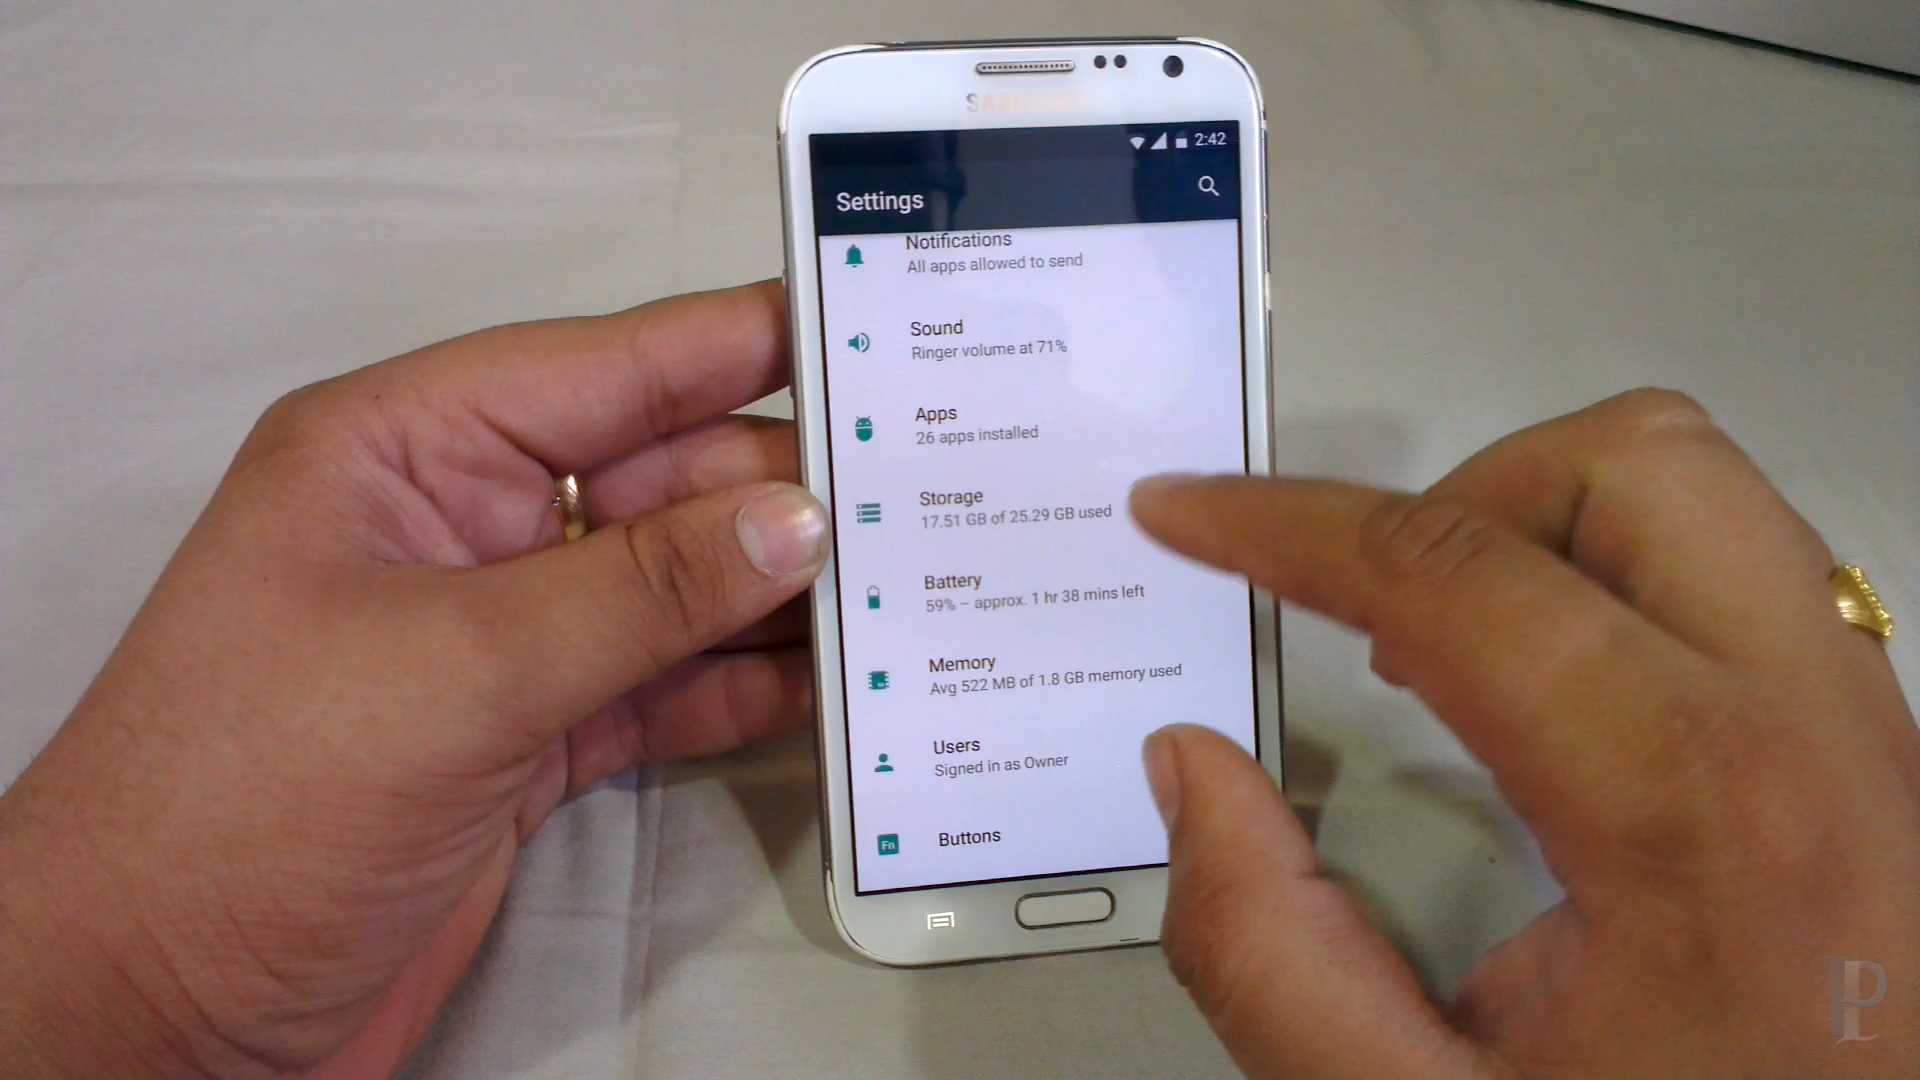 SAMSUNG
2:42
Settings
Notifications
All apps allowed to send
Sound
Ringer volume at 71%
Apps
26 apps installed
Storage
17.51 GB of 25.29 GB used
Battery
59% – approx. 1 hr 38 mins left
Memory
Avg 522 MB of 1.8 GB memory used
Users
Signed in as Owner
Fn
Buttons